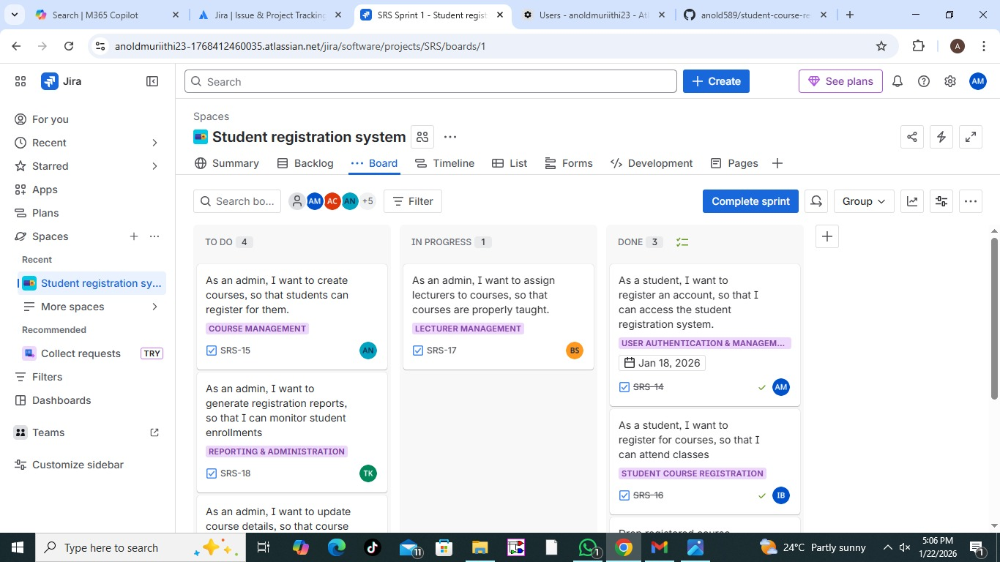 Search | M365 Copilot
Jira | Issue & Project Tracking
SRS Sprint 1 - Student regist
Users - anoldmuriithi23 - Atl
anold589/student-course-re
anoldmuriithi23-1768412460035.atlassian.net/jira/software/projects/SRS/boards/1
A
Jira
Search
Create
See plans
AM
For you
Recent
Starred
Apps
Plans
Spaces
Recent
Student registration sy...
More spaces
Recommended
Collect requests
TRY
Filters
Dashboards
Teams
Customize sidebar
Spaces
Student registration system
Summary
Backlog
Board
Timeline
List
Forms
Development
Pages
Search bo...
AM
AC
AN
+5
Filter
Complete sprint
Group
TO DO 4
As an admin, I want to create
courses, so that students can
register for them.
COURSE MANAGEMENT
SRS-15
AN
As an admin, I want to
generate registration reports,
so that I can monitor student
enrollments
REPORTING & ADMINISTRATION
SRS-18
TK
As an admin, I want to update
course details, so that course
IN PROGRESS 1
As an admin, I want to assign
lecturers to courses, so that
courses are properly taught.
LECTURER MANAGEMENT
SRS-17
BS
DONE 3
As a student, I want to
register an account, so that I
can access the student
registration system.
USER AUTHENTICATION & MANAGEM...
Jan 18, 2026
SRS-14
AM
As a student, I want to
register for courses, so that I
can attend classes
STUDENT COURSE REGISTRATION
SRS-16
IB
Drop registered course
Type here to search
11
1
24°C Partly sunny
5:06 PM
1/22/2026
1